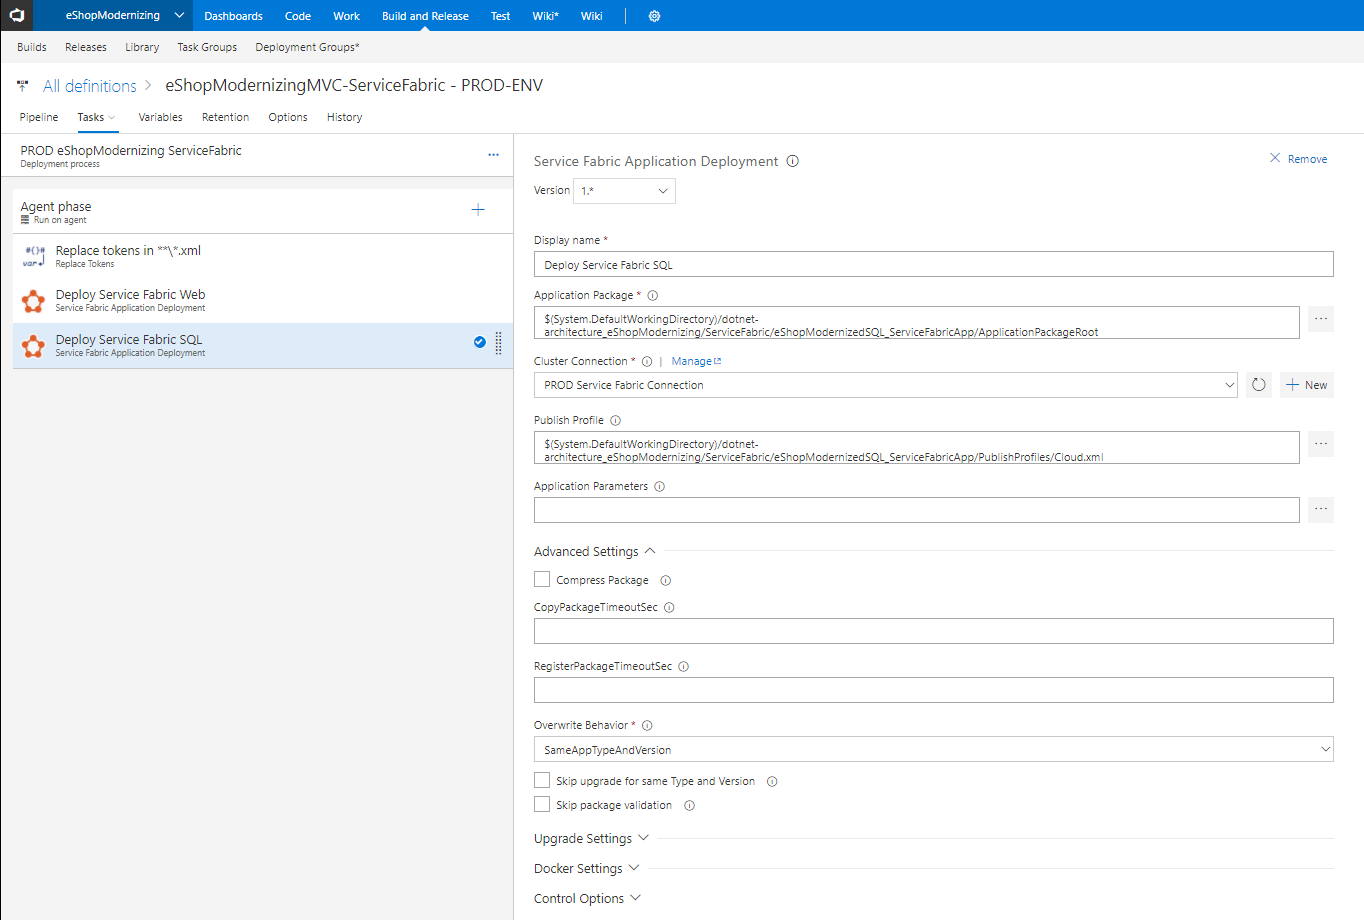 eShopModernizing Dashboards Code Work Build and Release Test Wiki* Wiki
Builds Releases Library Task Groups Deployment Groups*
All definitions > eShopModernizingMVC-ServiceFabric - PROD-ENV
Pipeline Tasks Variables Retention Options History
PROD eShopModernizing ServiceFabric
Deployment process
...
Agent phase
Run on agent
#{}#
var
Replace tokens in **\*.xml
Replace Tokens
Deploy Service Fabric Web
Service Fabric Application Deployment
Deploy Service Fabric SQL
Service Fabric Application Deployment
Service Fabric Application Deployment
Remove
Version 1.*
Display name *
Deploy Service Fabric SQL
Application Package *
$(System.DefaultWorkingDirectory)/dotnet-
architecture_eShopModernizing/ServiceFabric/eShopModernizedSQL_ServiceFabricApp/ApplicationPackageRoot
...
Cluster Connection * | Manage
PROD Service Fabric Connection
+ New
Publish Profile
$(System.DefaultWorkingDirectory)/dotnet-
architecture_eShopModernizing/ServiceFabric/eShopModernizedSQL_ServiceFabricApp/PublishProfiles/Cloud.xml
...
Application Parameters
...
Advanced Settings
Compress Package
CopyPackageTimeoutSec
RegisterPackageTimeoutSec
Overwrite Behavior *
SameAppTypeAndVersion
Skip upgrade for same Type and Version
Skip package validation
Upgrade Settings
Docker Settings
Control Options